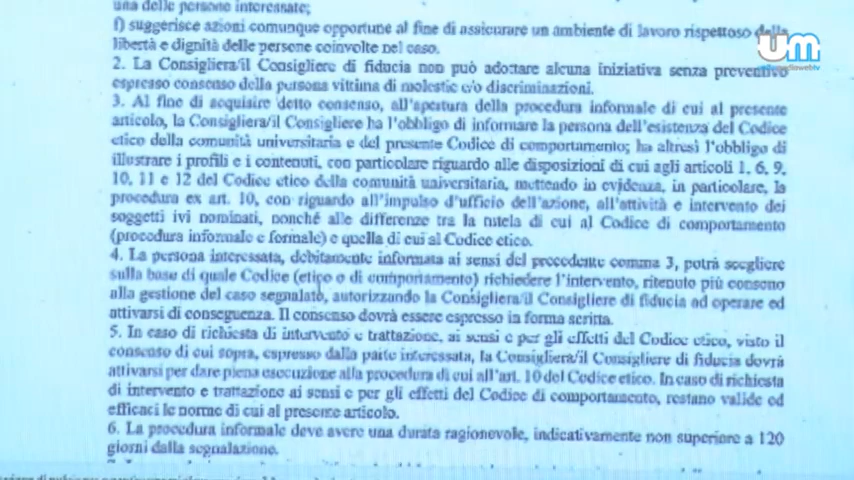 una delle persone interessate;
f) suggerisce azioni comunque opportune al fine di assicurare un ambiente di lavoro rispettoso della
libertà e dignità delle persone coinvolte nel caso.
2. La Consigliera/il Consigliere di fiducia non può adottare alcuna iniziativa senza preventivo
espresso consenso della persona vittima di molestie e/o discriminazioni.
3. Al fine di acquisire detto consenso, all'apertura della procedura informale di cui al presente
articolo, la Consigliera/il Consigliere ha l'obbligo di informare la persona dell'esistenza del Codice
etico della comunità universitaria e del presente Codice di comportamento; ha altresì l'obbligo di
illustrare i profili e i contenuti, con particolare riguardo alle disposizioni di cui agli articoli 1, 6, 9,
10, 11 e 12 del Codice etico della comunità universitaria, mettendo in evidenza, in particolare, la
procedura ex art. 10, con riguardo all'impulso d'ufficio dell'azione, all'attività e intervento dei
soggetti ivi nominati, nonché alle differenze tra la tutela di cui al Codice di comportamento
(procedura informale e formale) e quella di cui al Codice etico.
4. La persona interessata, debitamente informata ai sensi del precedente comma 3, potrà scegliere
sulla base di quale Codice (etico o di comportamento) richiedere l'intervento, ritenuto più consono
alla gestione del caso segnalato, autorizzando la Consigliera/il Consigliere di fiducia ad operare ed
attivarsi di conseguenza. Il consenso dovrà essere espresso in forma scritta.
5. In caso di richiesta di intervento e trattazione, ai sensi e per gli effetti del Codice etico, visto il
consenso di cui sopra, espresso dalla parte interessata, la Consigliera/il Consigliere di fiducia dovrà
attivarsi per dare piena esecuzione alla procedura di cui all'art. 10 del Codice etico. In caso di richiesta
di intervento e trattazione ai sensi e per gli effetti del Codice di comportamento, restano valide ed
efficaci le norme di cui al presente articolo.
6. La procedura informale deve avere una durata ragionevole, indicativamente non superiore a 120
giorni dalla segnalazione.
um